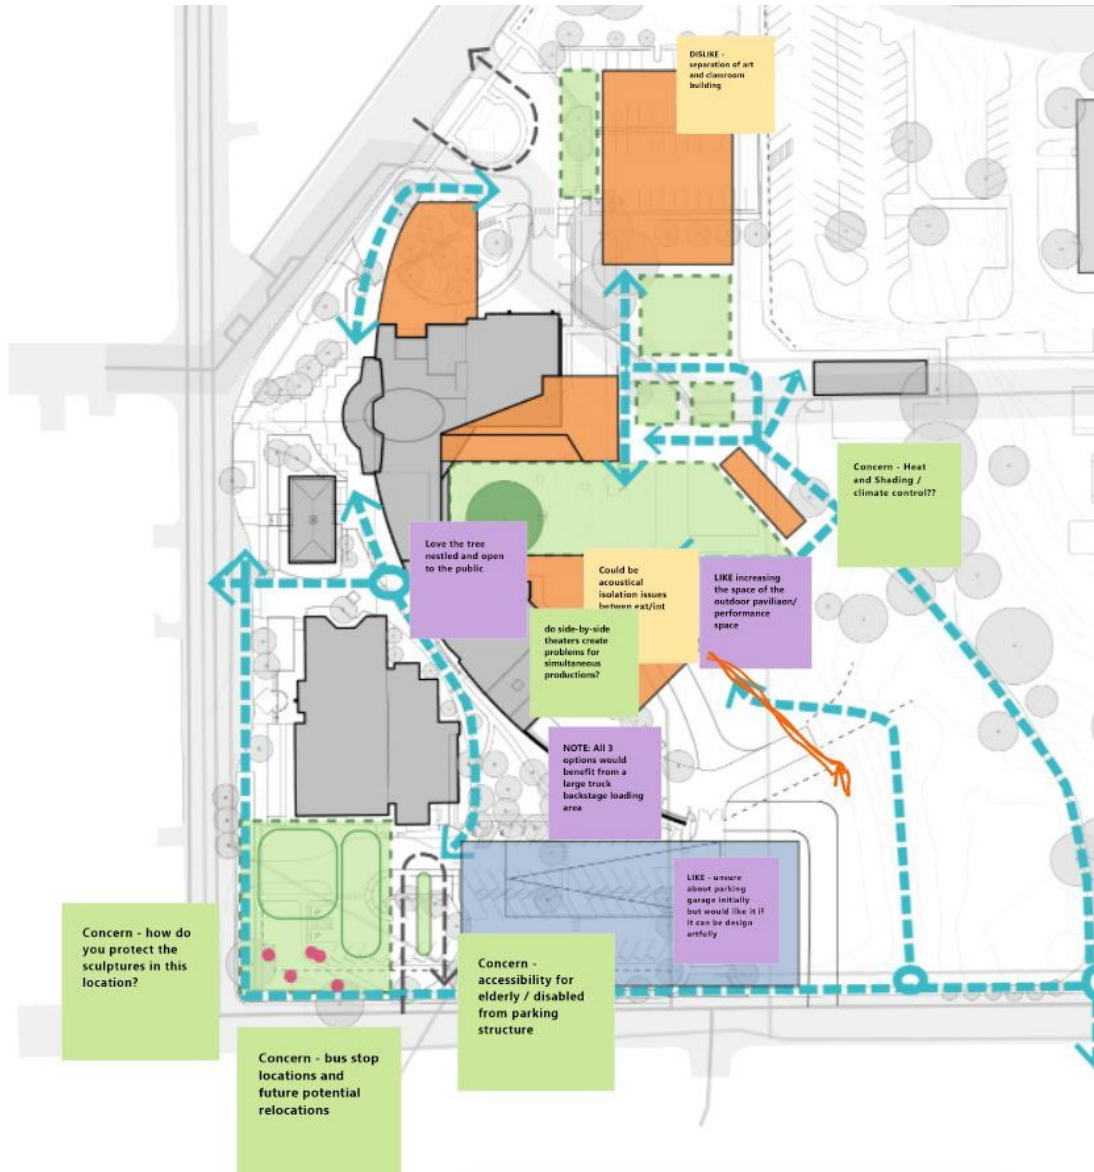 DISLIKE -
separation of art
and classroom
building
Concern - Heat
and Shading /
climate control??
Love the tree
nestled and open
to the public
Could be
acoustical
isolation issues
betwen ext/int
LIKE increasing
the space of the
outdoor paviliaon/
performance
space
do side-by-side
theaters create
problems for
simultaneous
productions?
NOTE: All 3
options would
benefit from a
large truck
backstage loading
area
LIKE - unsure
about parking
garage initially
but would like it if
it can be design
artfully
Concern - how do
you protect the
sculptures in this
location?
Concern -
accessibility for
elderly / disabled
from parking
structure
Concern - bus stop
locations and
future potential
relocations